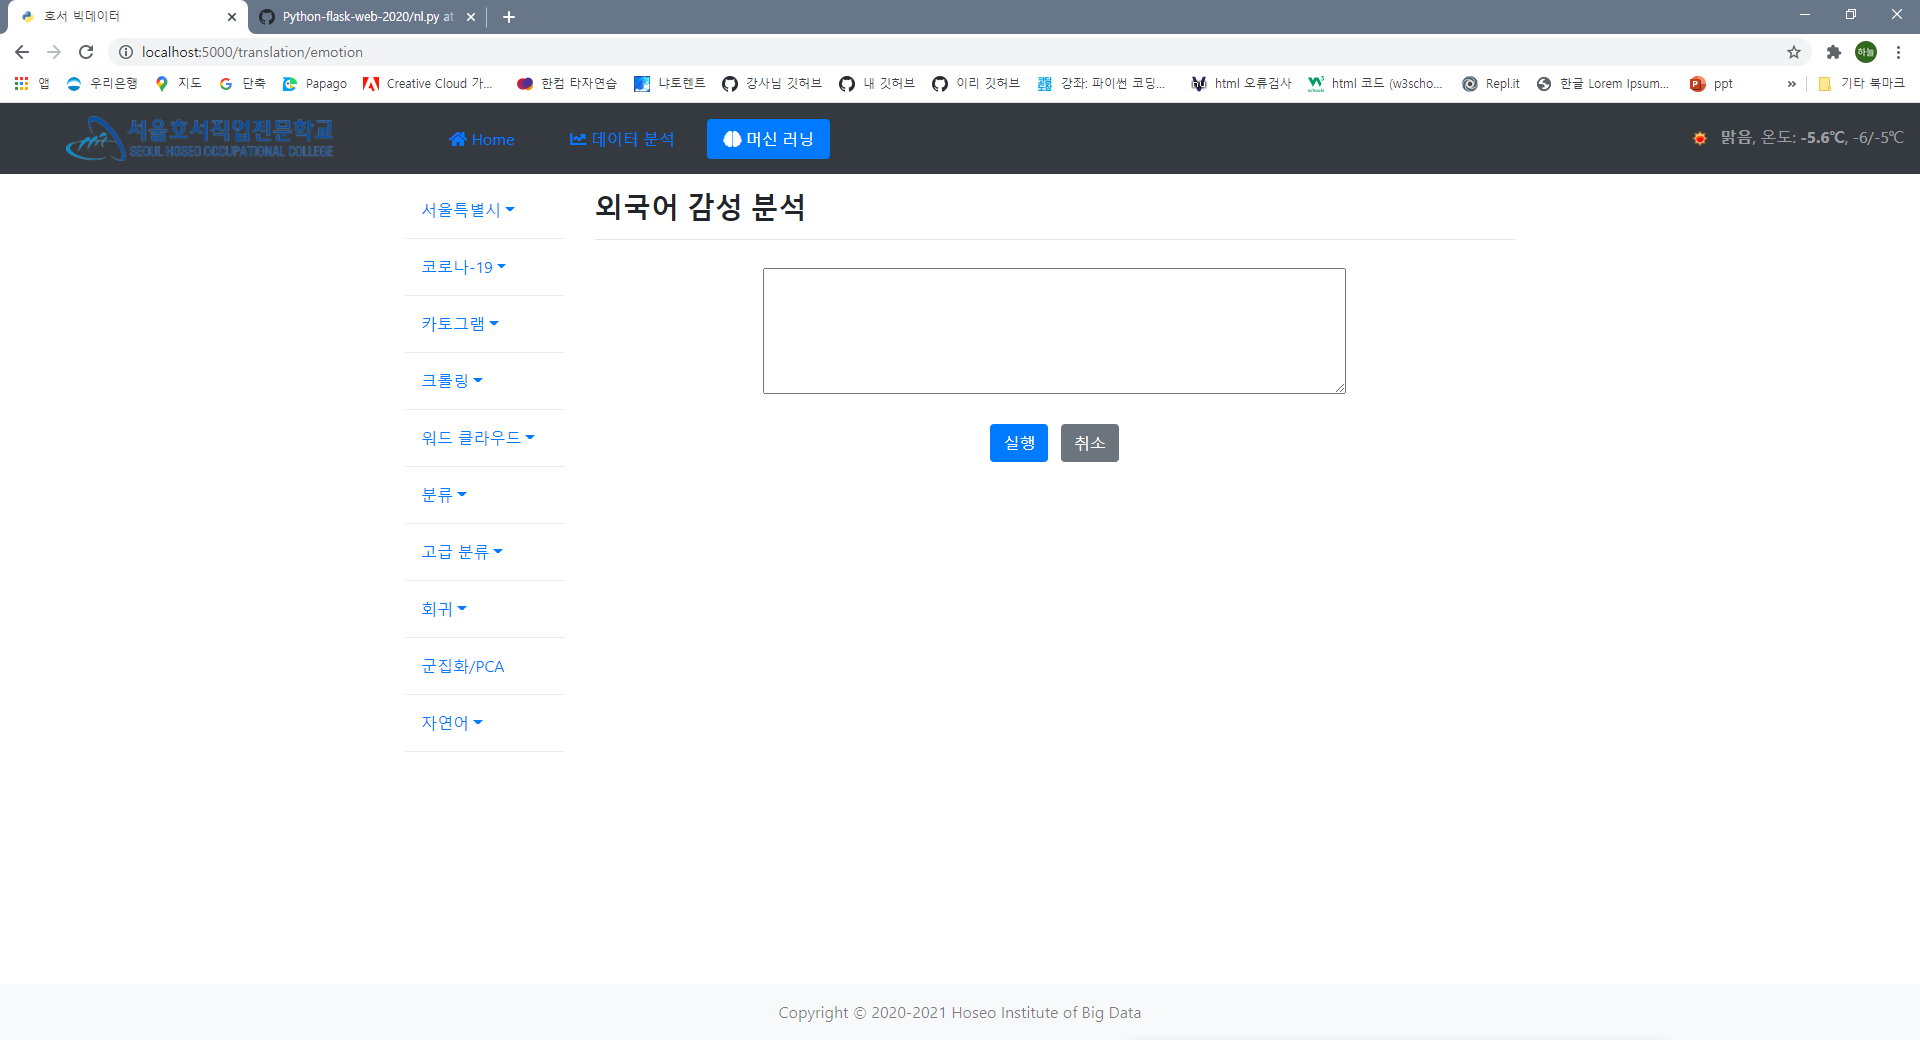 호서 빅데이터
Python-flask-web-2020/nl.py at
localhost:5000/translation/emotion
하늘
앱 우리은행 지도 단축 Papago Creative Cloud 가... 한컴 타자연습 냐토렌트 강사님 깃허브 내 깃허브 이리 깃허브 강좌: 파이썬 코딩... html 오류검사 html 코드 (w3scho... Repl.it 한글 Lorem Ipsum... ppt » 기타 북마크
서울호서직업전문학교
SEOUL HOSEO OCCUPATIONAL COLLEGE
Home 데이터 분석 머신 러닝
맑음, 온도: -5.6℃, -6/-5℃
서울특별시
코로나-19
카토그램
크롤링
워드 클라우드
분류
고급 분류
회귀
군집화/PCA
자연어
외국어 감성 분석
실행 취소
Copyright © 2020-2021 Hoseo Institute of Big Data